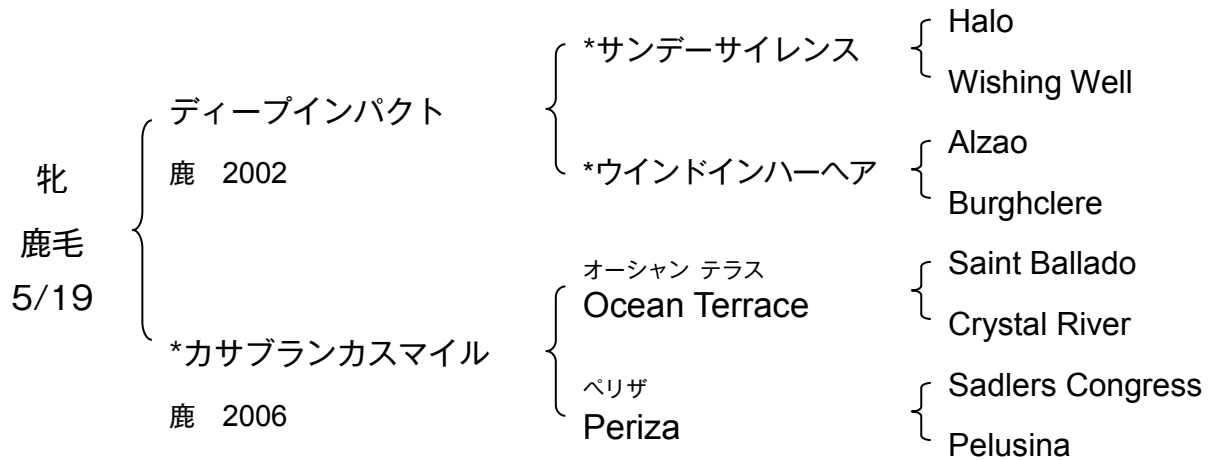 牝
鹿毛
5/19
ディープインパクト
鹿 2002
*サンデーサイレンス
Halo
Wishing Well
*ウインドインハーヘア
Alzao
Burghclere
*カサブランカスマイル
鹿 2006
オーシャン テラス
Ocean Terrace
Saint Ballado
Crystal River
ペリザ
Periza
Sadlers Congress
Pelusina